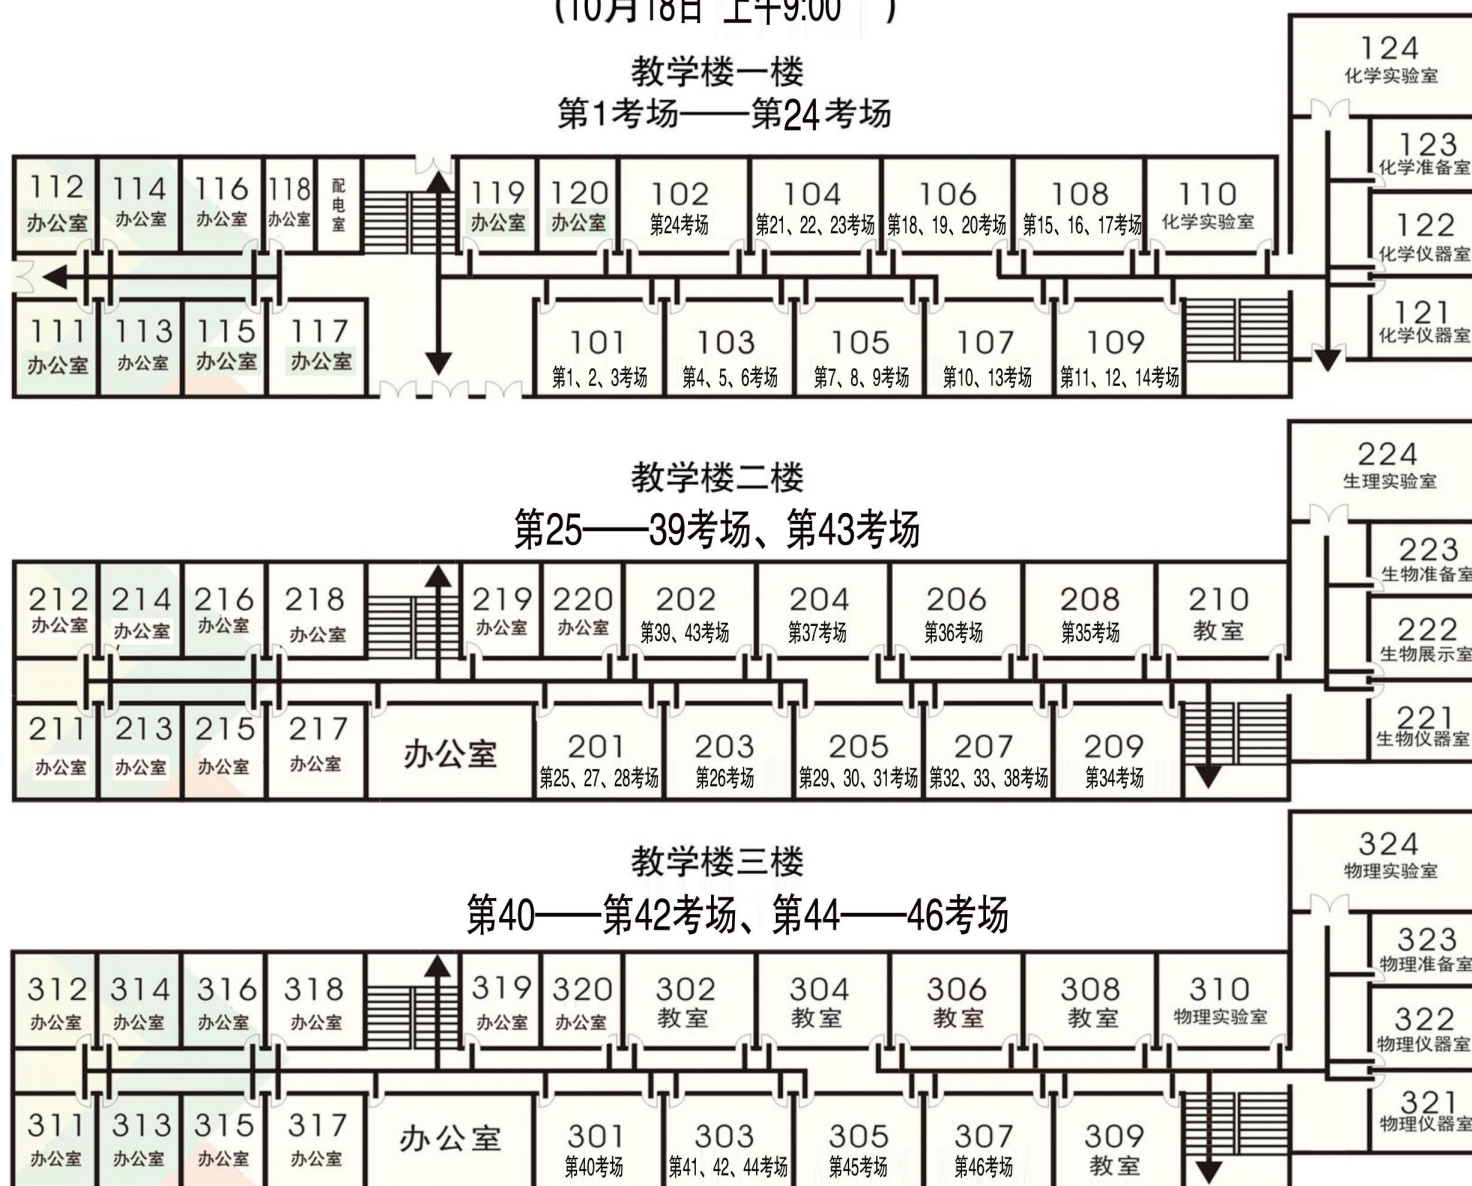 (10月18日 上午9:00 )
教学楼一楼
第1考场——第24考场
124
化学实验室
112
办公室
114
办公室
116
办公室
118
办公室
配电室
119
办公室
120
办公室
102
第24考场
104
第21、22、23考场
106
第18、19、20考场
108
第15、16、17考场
110
化学实验室
123
化学准备室
122
化学仪器室
121
化学仪器室
111
办公室
113
办公室
115
办公室
117
办公室
101
第1、2、3考场
103
第4、5、6考场
105
第7、8、9考场
107
第10、13考场
109
第11、12、14考场
教学楼二楼
第25——39考场、第43考场
224
生理实验室
212
办公室
214
办公室
216
办公室
218
办公室
219
办公室
220
办公室
202
第39、43考场
204
第37考场
206
第36考场
208
第35考场
210
教室
223
生物准备室
222
生物展示室
221
生物仪器室
211
办公室
213
办公室
215
办公室
217
办公室
办公室
201
第25、27、28考场
203
第26考场
205
第29、30、31考场
207
第32、33、38考场
209
第34考场
教学楼三楼
第40——第42考场、第44——46考场
324
物理实验室
312
办公室
314
办公室
316
办公室
318
办公室
319
办公室
320
办公室
302
教室
304
教室
306
教室
308
教室
310
物理实验室
323
物理准备室
322
物理仪器室
321
物理仪器室
311
办公室
313
办公室
315
办公室
317
办公室
办公室
301
第40考场
303
第41、42、44考场
305
第45考场
307
第46考场
309
教室